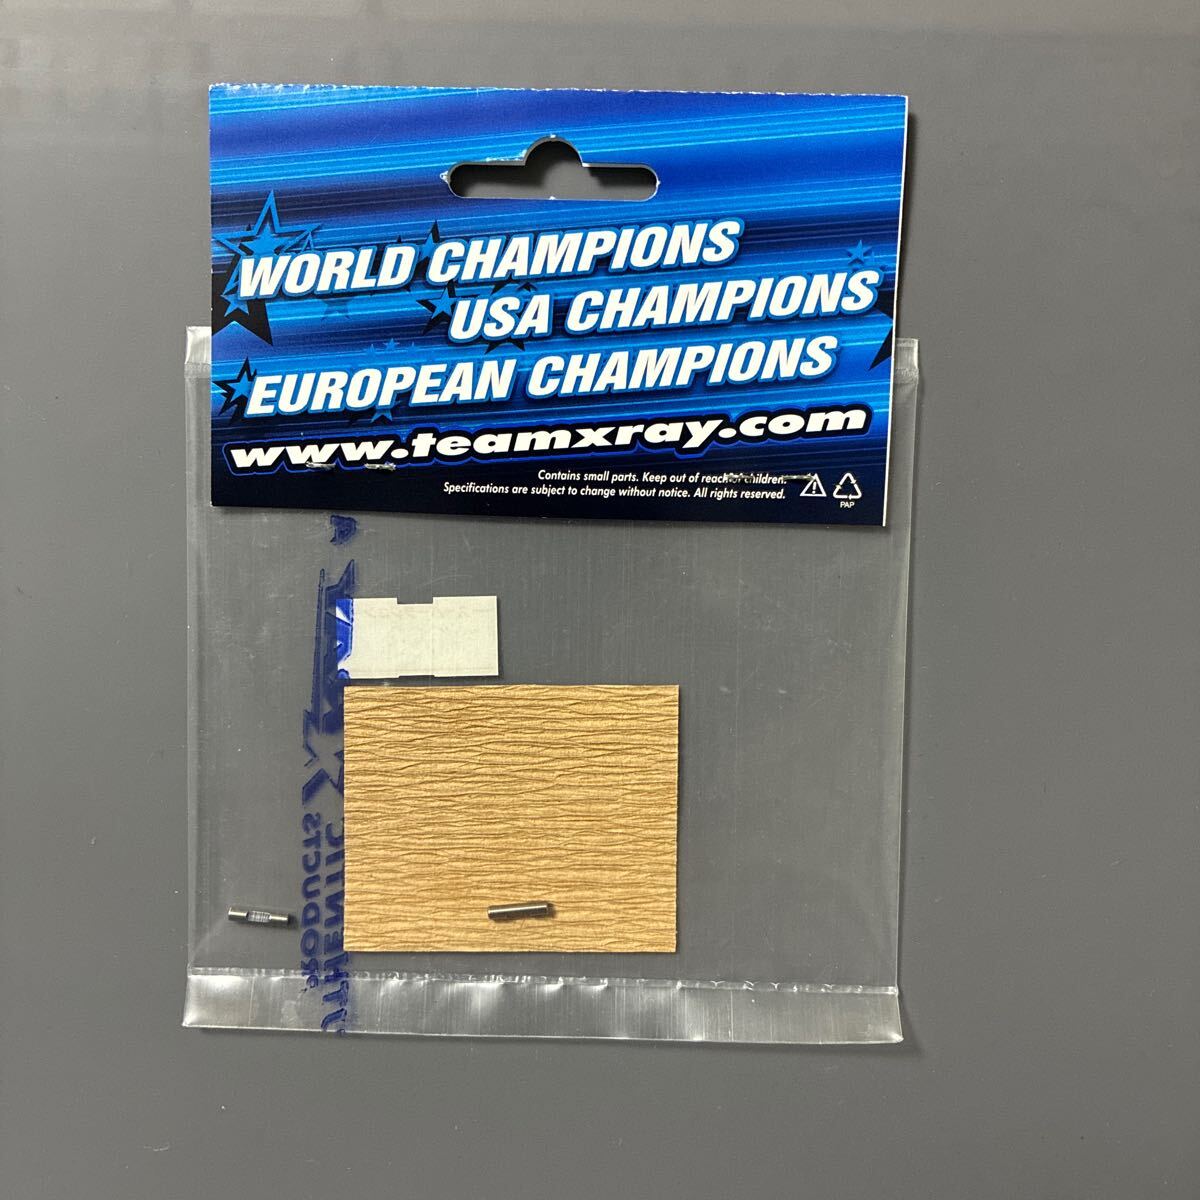 WORLD CHAMPIONS
USA CHAMPIONS
EUROPEAN CHAMPIONS
www.teamxray.com
Contains small parts. Keep out of reach of children.
Specifications are subject to change without notice. All rights reserved.
PAP
PRODUCTS